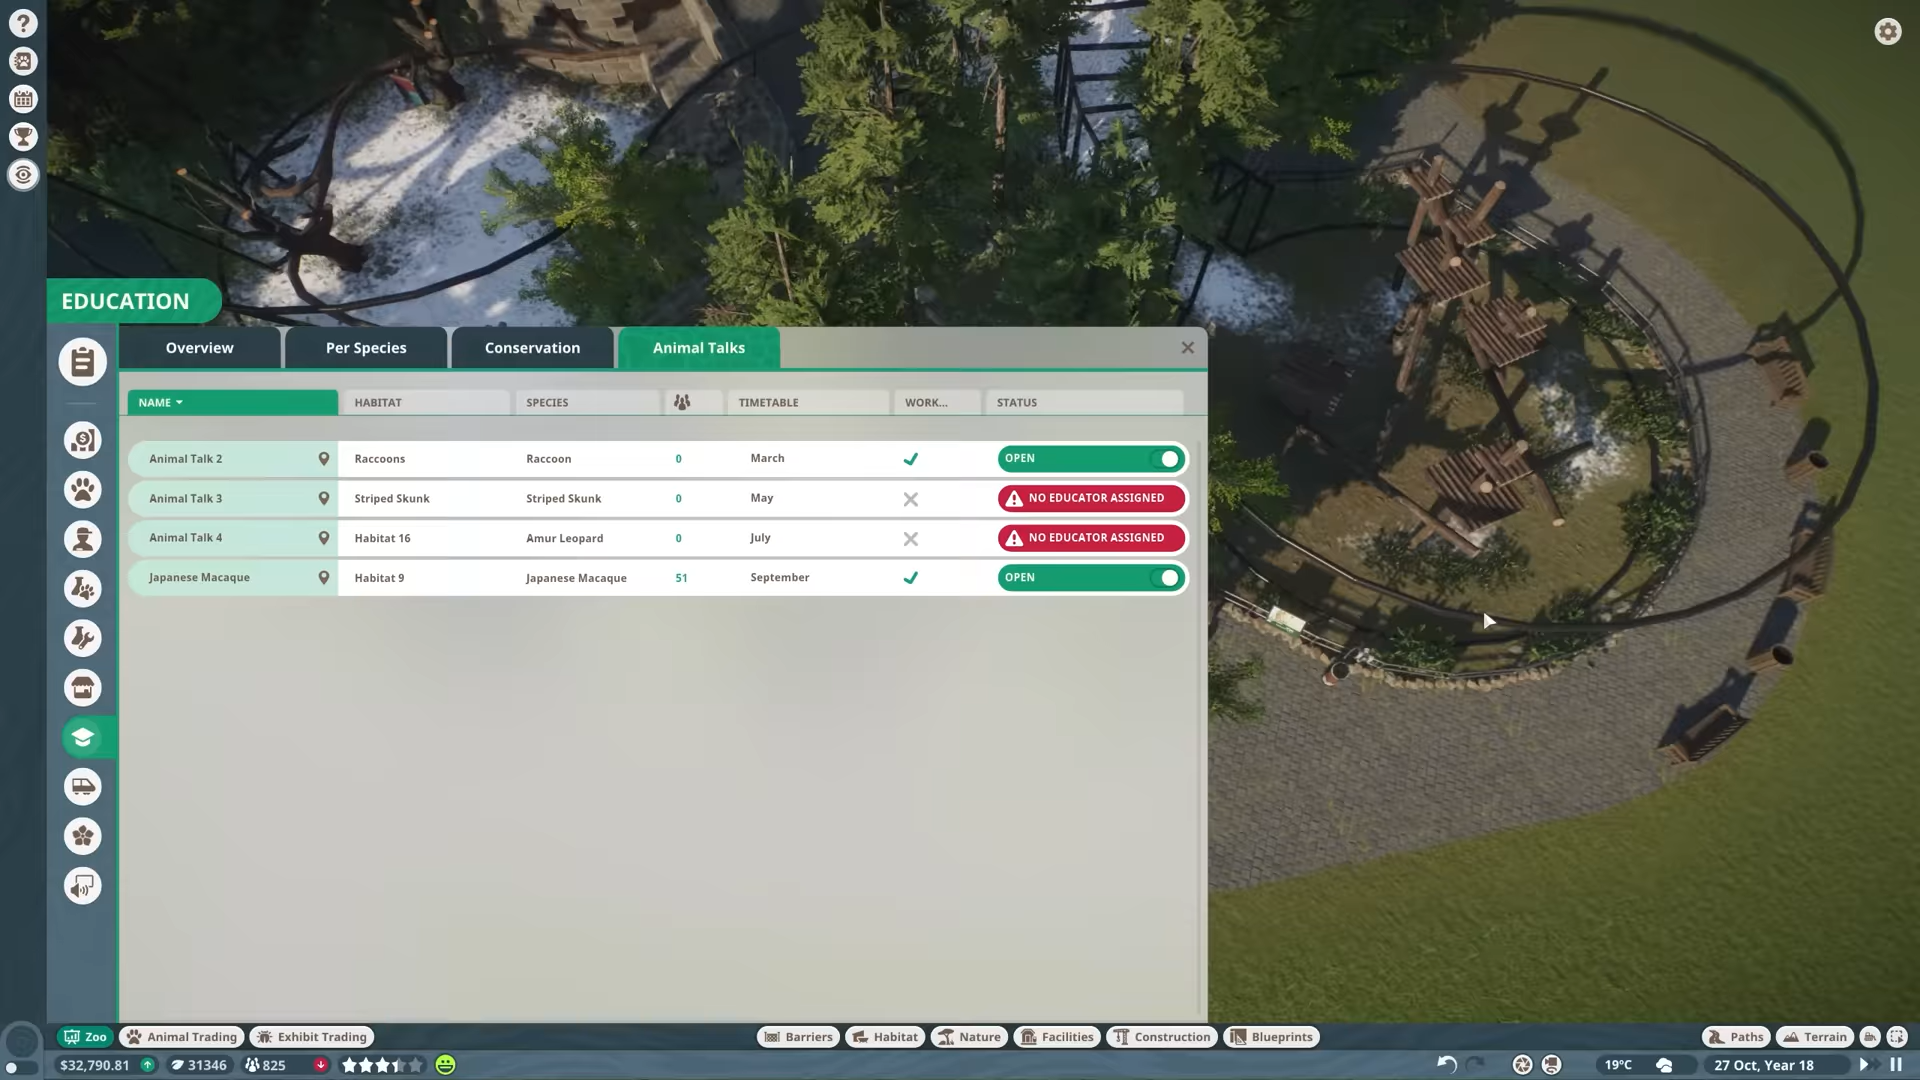 EDUCATION
Overview
Per Species
Conservation
Animal Talks
NAME
HABITAT
SPECIES
TIMETABLE
WORK...
STATUS
Animal Talk 2
Raccoons
Raccoon
0
March
OPEN
Animal Talk 3
Striped Skunk
Striped Skunk
0
May
NO EDUCATOR ASSIGNED
Animal Talk 4
Habitat 16
Amur Leopard
0
July
NO EDUCATOR ASSIGNED
Japanese Macaque
Habitat 9
Japanese Macaque
51
September
OPEN
Zoo
Animal Trading
Exhibit Trading
Barriers
Habitat
Nature
Facilities
Construction
Blueprints
Paths
Terrain
$32,790.81
31346
825
19°C
27 Oct, Year 18